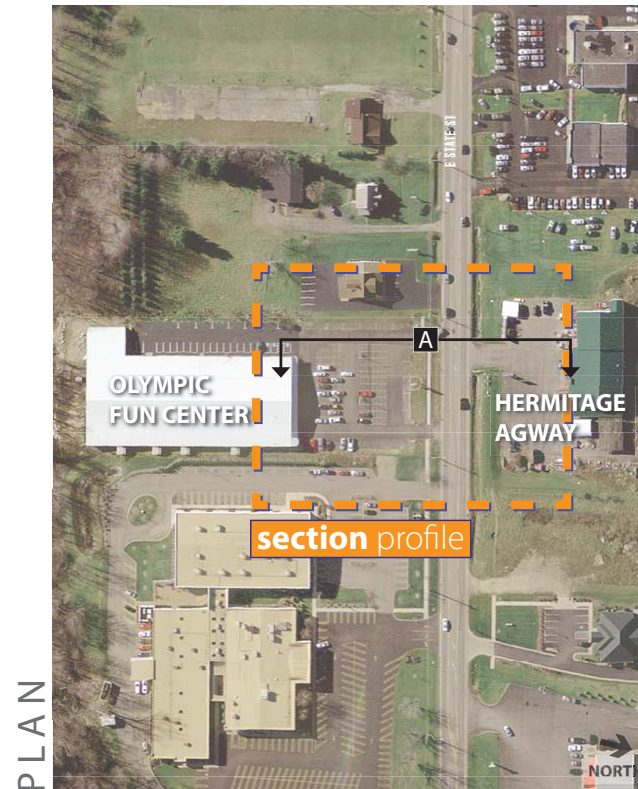 E STATE ST
A
OLYMPIC
FUN CENTER
HERMITAGE
AGWAY
section profile
PLAN
NORTH